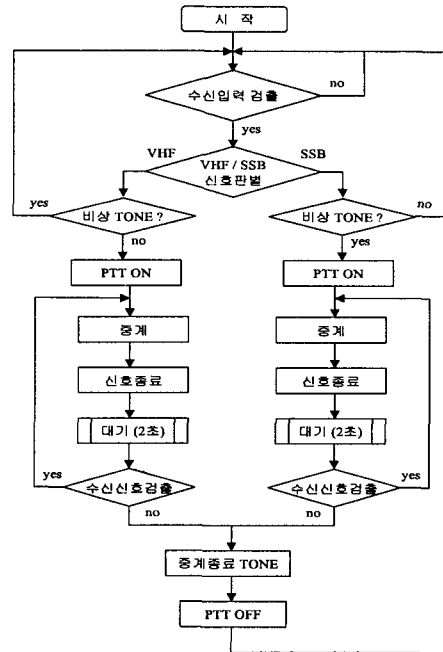 시 작
수신입력 검출
no
yes
VHF
VHF / SSB
신호판별
SSB
yes
비상 TONE ?
no
비상 TONE ?
no
yes
PTT ON
PTT ON
중계
중계
신호종료
신호종료
대기 (2초)
대기 (2초)
yes
수신신호검출
no
수신신호검출
yes
no
중계종료 TONE
PTT OFF